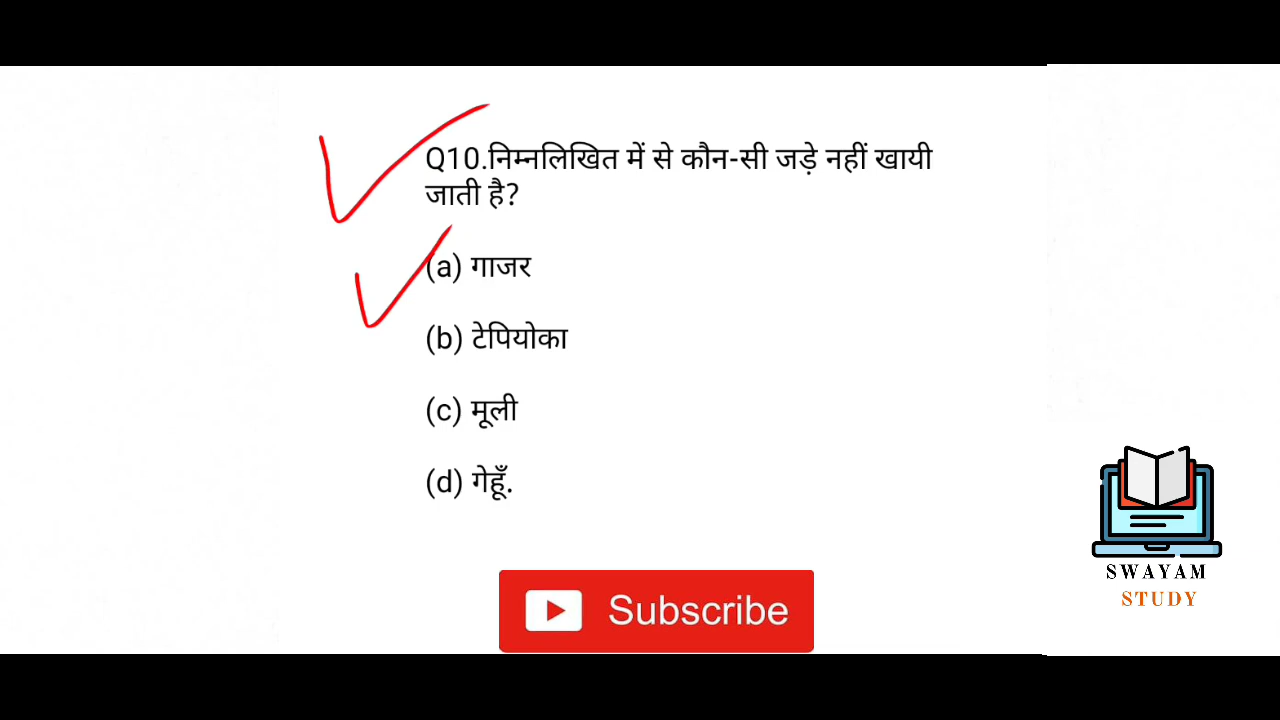 Q10.निम्नलिखित में से कौन-सी जड़े नहीं खायी
जाती है?
(a) गाजर
(b) टेपियोका
(c) मूली
(d) गेहूँ.
SWAYAM
STUDY
Subscribe